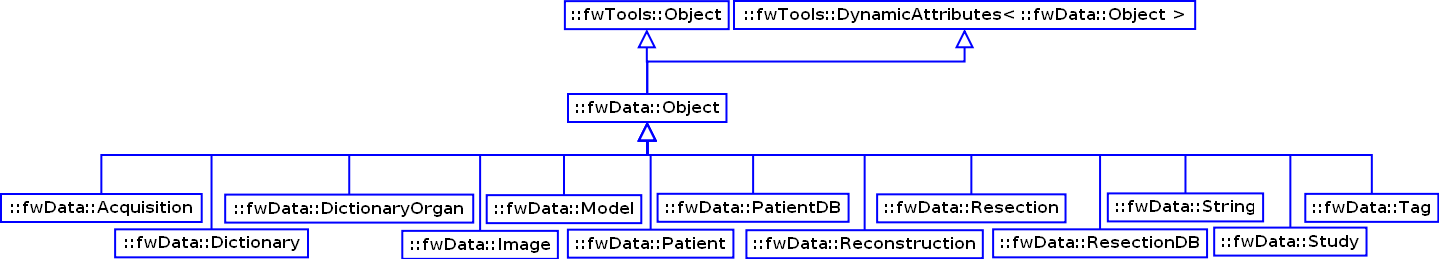 ::fwTools::Object
::fwTools::DynamicAttributes< ::fwData::Object >
::fwData::Object
::fwData::Acquisition
::fwData::DictionaryOrgan
::fwData::Model
::fwData::PatientDB
::fwData::Resection
::fwData::String
::fwData::Tag
::fwData::Dictionary
::fwData::Image
::fwData::Patient
::fwData::Reconstruction
::fwData::ResectionDB
::fwData::Study